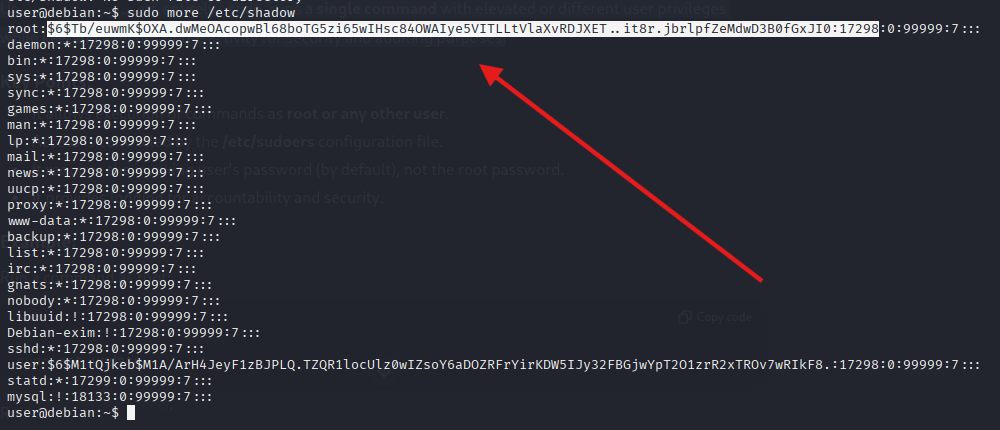 a single command with elevated or different user privileges
user@debian:~$ sudo more /etc/shadow
root:$6$Tb/euwmK$OXA.dwMeOAcopwBl68boTG5zi65wIHsc84OWAIye5VITLLtVlaXvRDJXET..it8r.jbrlpfZeMdwD3B0fGxJI0:17298:0:99999:7:::
daemon:*:17298:0:99999:7:::
bin:*:17298:0:99999:7:::
sys:*:17298:0:99999:7:::
sync:*:17298:0:99999:7:::
games:*:17298:0:99999:7:::
commands as root or any other user.
man:*:17298:0:99999:7:::
lp:*:17298:0:99999:7:::
the /etc/sudoers configuration file.
mail:*:17298:0:99999:7:::
news:*:17298:0:99999:7:::
user's password (by default), not the root password.
uucp:*:17298:0:99999:7:::
proxy:*:17298:0:99999:7:::
accountability and security.
www-data:*:17298:0:99999:7:::
backup:*:17298:0:99999:7:::
list:*:17298:0:99999:7:::
irc:*:17298:0:99999:7:::
gnats:*:17298:0:99999:7:::
nobody:*:17298:0:99999:7:::
libuuid:!:17298:0:99999:7:::
Copy code
Debian-exim:!:17298:0:99999:7:::
sshd:*:17298:0:99999:7:::
user:$6$M1tQjkeb$M1A/ArH4JeyF1zBJPLQ.TZQR1locUlz0wIZsoY6aDOZRFrYirKDW5IJy32FBGjwYpT2O1zrR2xTROv7wRIkF8.:17298:0:99999:7:::
statd:*:17299:0:99999:7:::
mysql:!:18133:0:99999:7:::
user@debian:~$